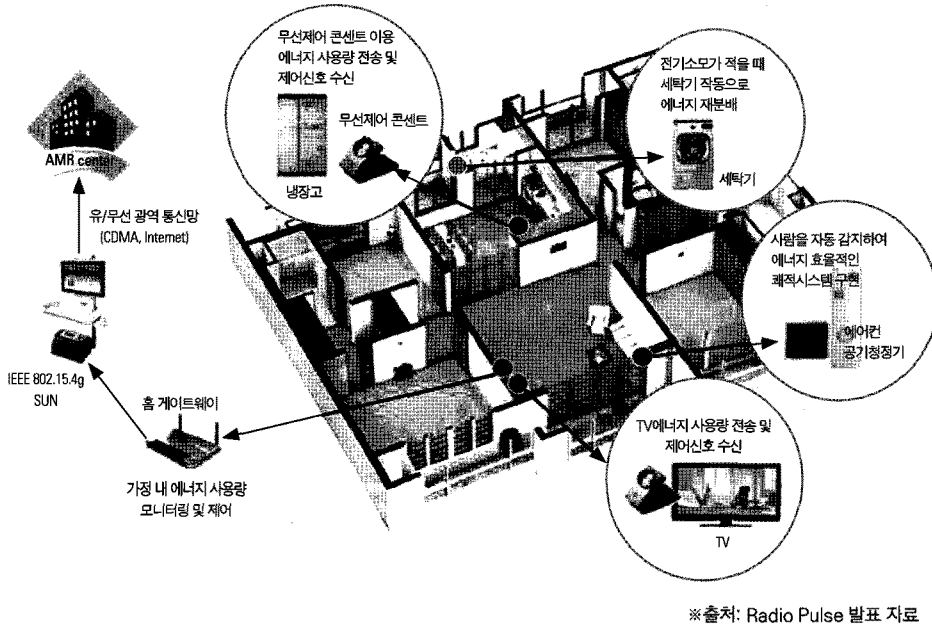 무선제어 콘센트 이용
에너지 사용량 전송 및
제어신호 수신
무선제어 콘센트
냉장고
전기소모가 적을 때
세탁기 작동으로
에너지 재분배
세탁기
AMR center
유/무선 광역 통신망
(CDMA, Internet)
IEEE 802.15.4g
SUN
홈 게이트웨이
가정 내 에너지 사용량
모니터링 및 제어
사람을 자동 감지하여
에너지 효율적인
쾌적시스템 구현
에어컨
공기청정기
TV에너지 사용량 전송 및
제어신호 수신
TV
※출처: Radio Pulse 발표 자료